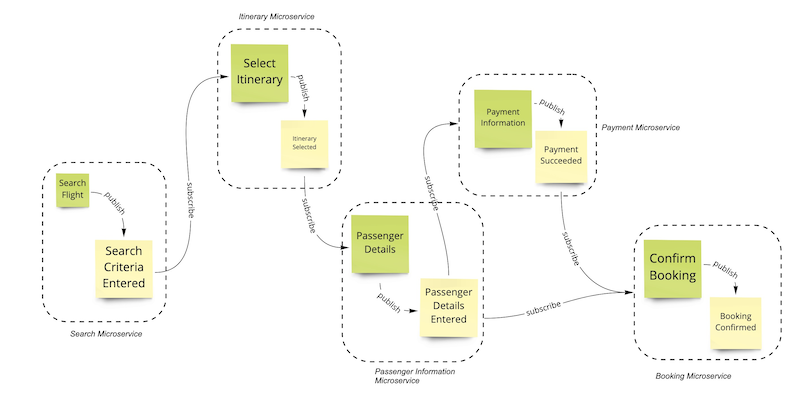 Itinerary Microservice
Select
Itinerary
publish
Itinerary
Selected
subscribe
Search
Flight
publish
Search
Criteria
Entered
Search Microservice
subscribe
Passenger
Details
publish
Passenger
Details
Entered
Passenger Information
Microservice
subscribe
Payment
Information
publish
Payment
Succeeded
Payment Microservice
subscribe
subscribe
Confirm
Booking
publish
Booking
Confirmed
Booking Microservice